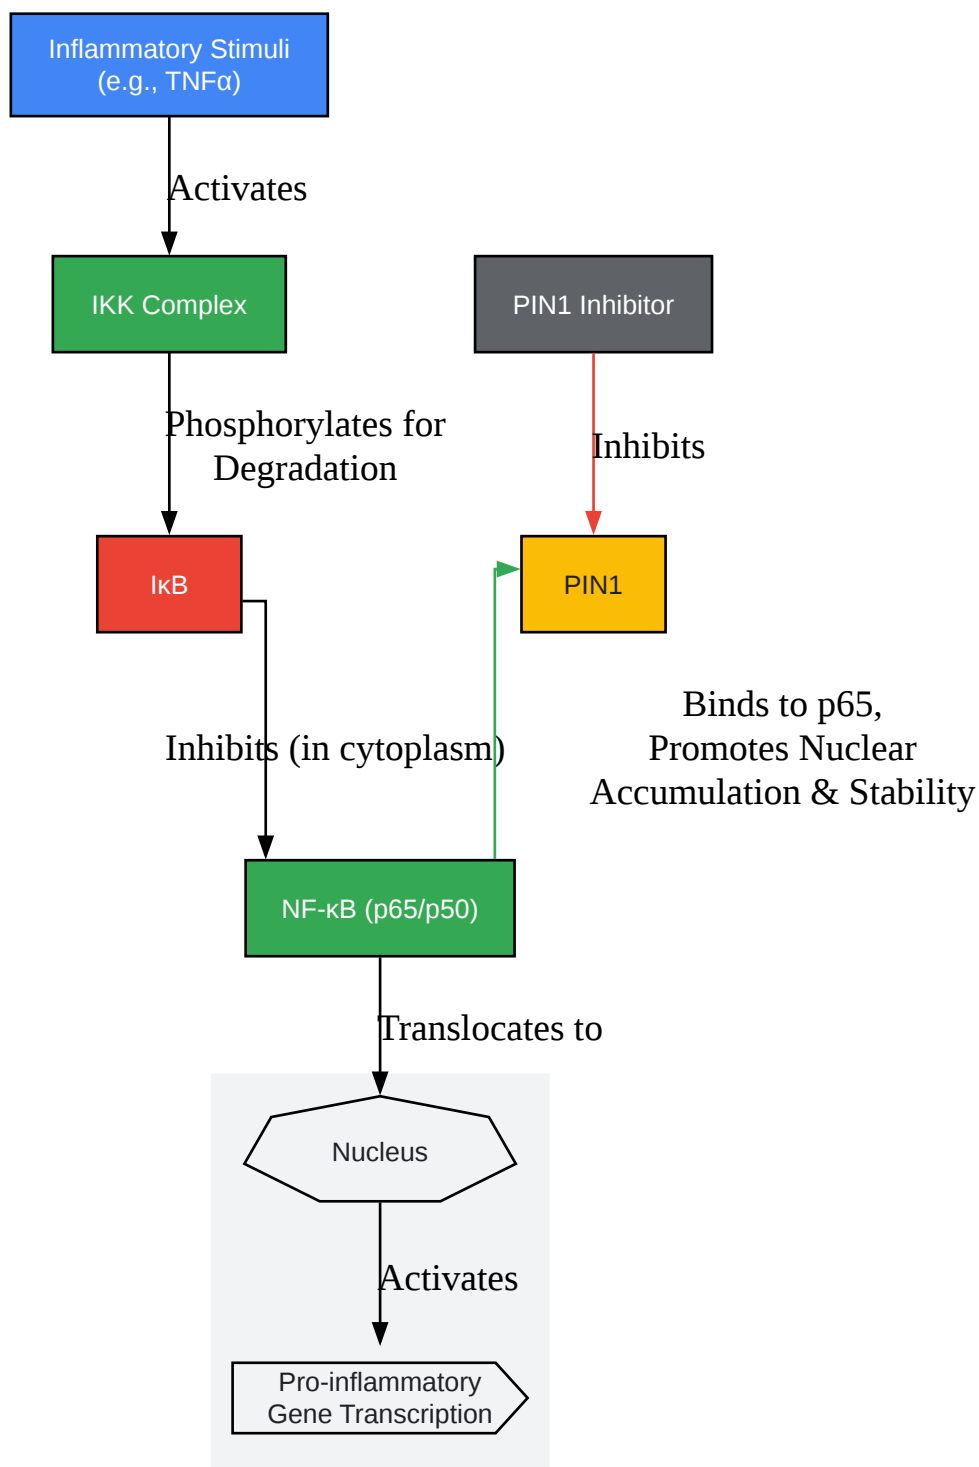 Inflammatory Stimuli
(e.g., TNFα)
Activates
IKK Complex
PIN1 Inhibitor
Phosphorylates for
Degradation
Inhibits
IκB
PIN1
Binds to p65,
Promotes Nuclear
Accumulation & Stability
Inhibits (in cytoplasm)
NF-κB (p65/p50)
Translocates to
Nucleus
Activates
Pro-inflammatory
Gene Transcription